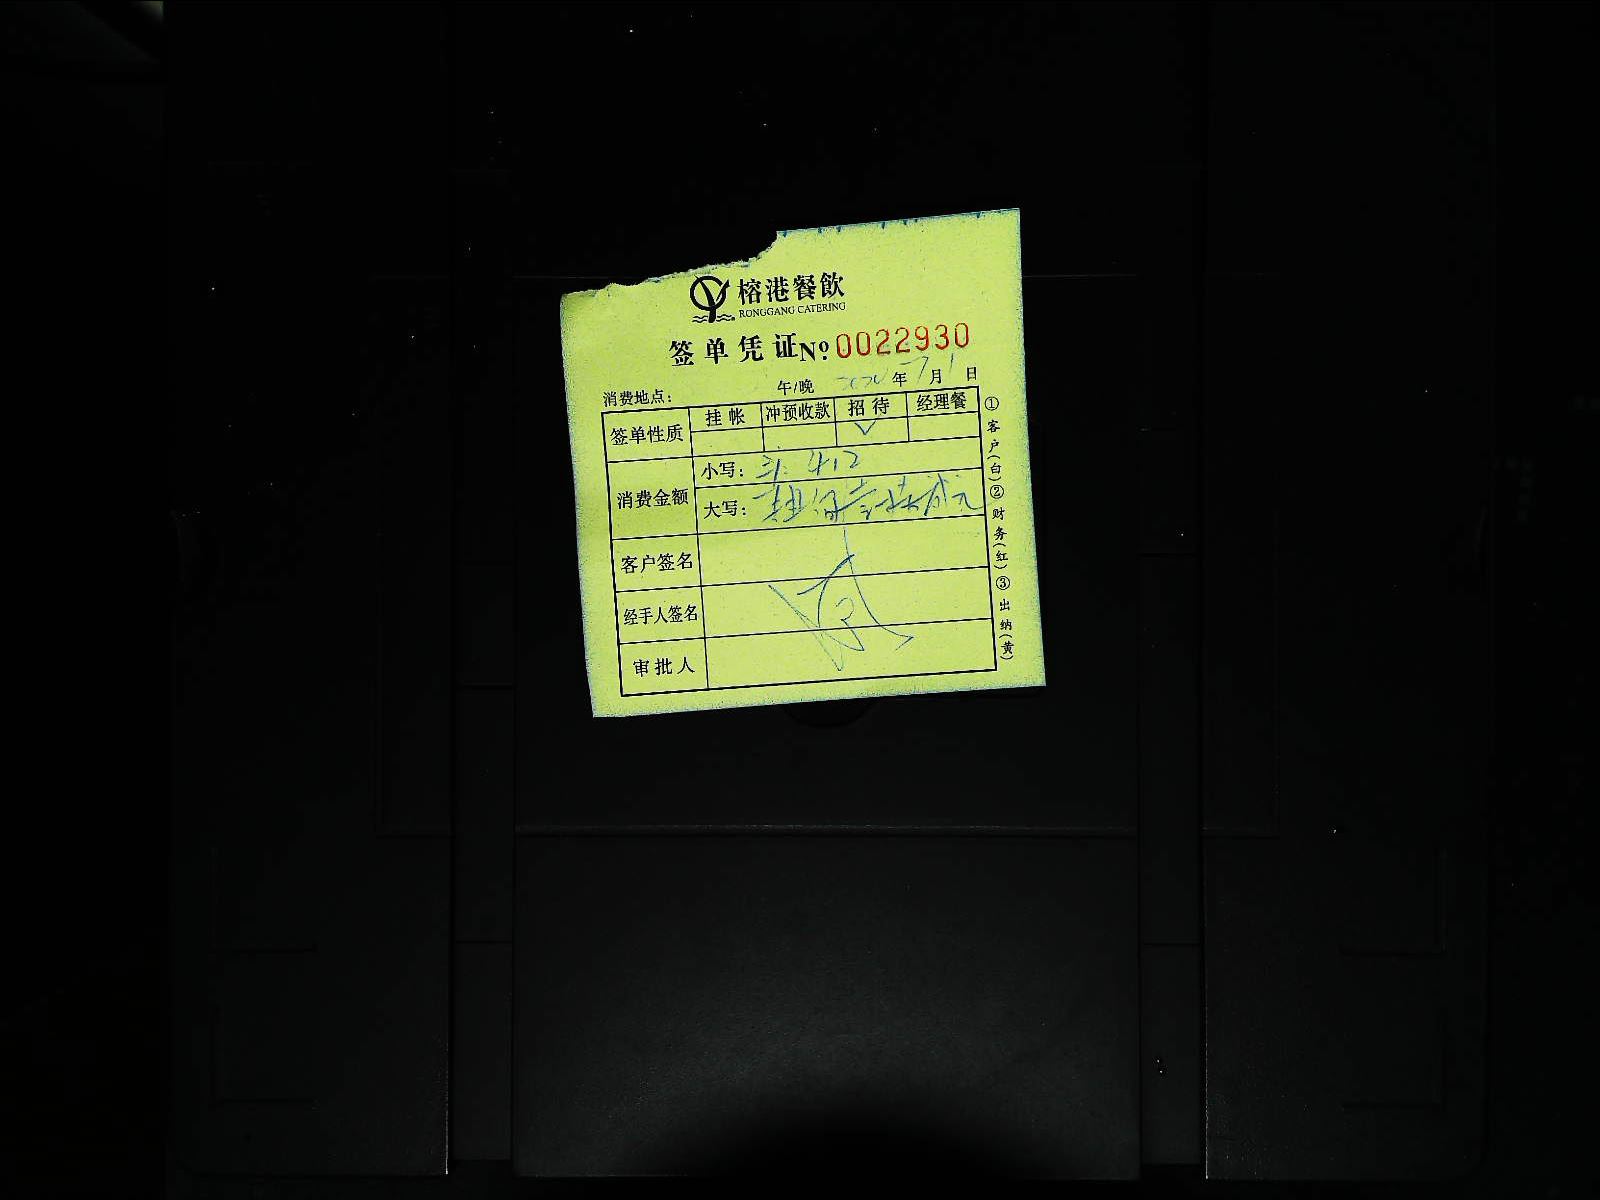 榕港餐飲
RONGGANG CATERING
签单凭证 No. 0022930
消费地点: 午/晚 年 7 月 1 日
签单性质 挂帐 冲预收款 招待 经理餐
✓
消费金额 小写: 412
大写: 元
客户签名
经手人签名
审批人
①客户(白)②财务(红)③出纳(黄)